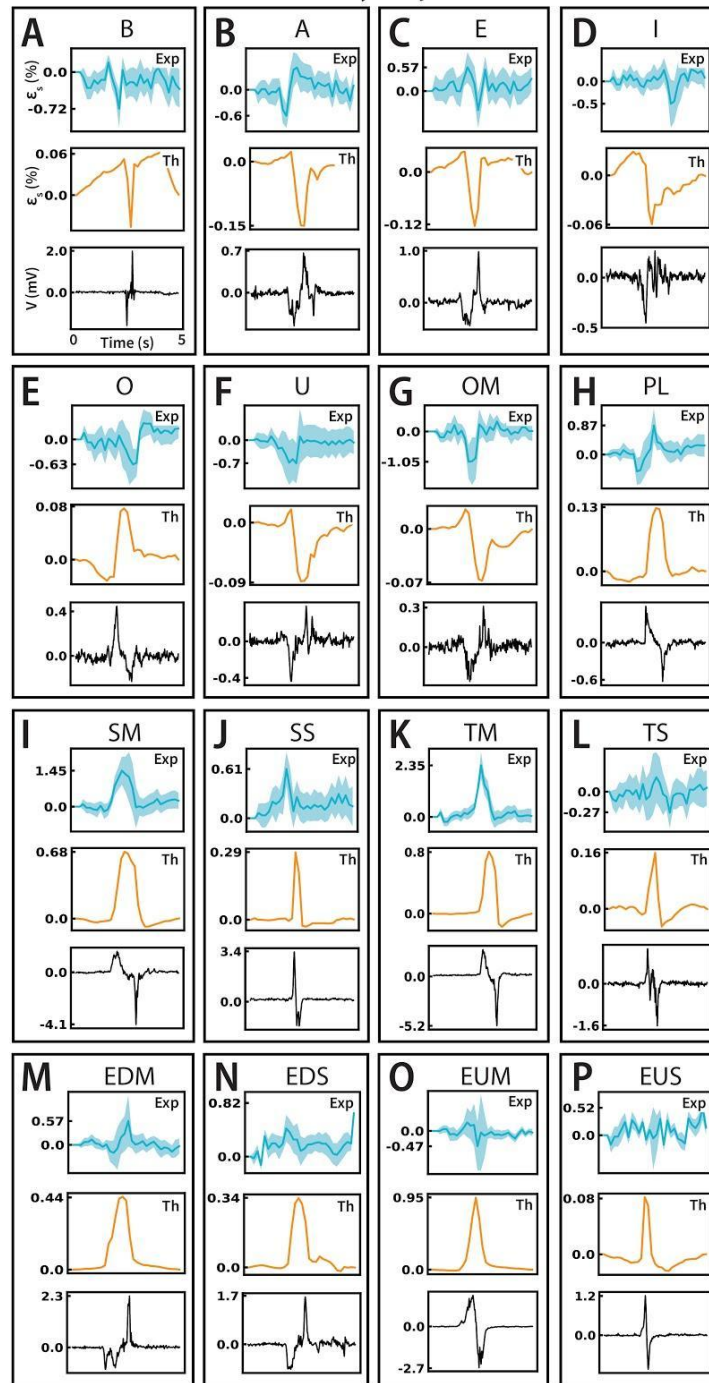 A B
Exp
εs (%)
0.0
-0.72
Th
εs (%)
0.06
0.0
V (mV)
2.0
0.0
0 Time (s) 5
B A
Exp
0.0
-0.6
Th
0.0
-0.15
0.7
0.0
C E
Exp
0.57
0.0
Th
0.0
-0.12
1.0
0.0
D I
Exp
0.0
-0.5
Th
0.0
-0.06
0.0
-0.5
E O
Exp
0.0
-0.63
0.08
Th
0.0
0.4
0.0
F U
Exp
0.0
-0.7
Th
0.0
-0.09
0.0
-0.4
G OM
Exp
0.0
-1.05
Th
0.0
-0.07
0.3
0.0
H PL
Exp
0.87
0.0
0.13
Th
0.0
0.0
-0.6
I SM
Exp
1.45
0.0
0.68
Th
0.0
0.0
-4.1
J SS
Exp
0.61
0.0
0.29
Th
0.0
3.4
0.0
K TM
Exp
2.35
0.0
0.8
Th
0.0
0.0
-5.2
L TS
Exp
0.0
-0.27
0.16
Th
0.0
0.0
-1.6
M EDM
Exp
0.57
0.0
0.44
Th
0.0
2.3
0.0
N EDS
0.82
Exp
0.0
0.34
Th
0.0
1.7
0.0
O EUM
Exp
0.0
-0.47
0.95
Th
0.0
0.0
-2.7
P EUS
Exp
0.52
0.0
0.08
Th
0.0
1.2
0.0